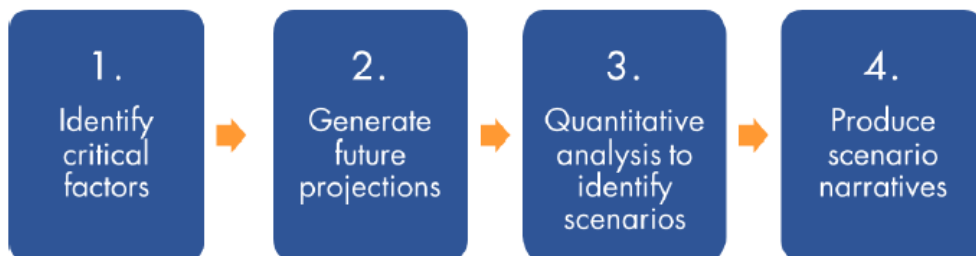 1.
Identify
critical
factors
2.
Generate
future
projections
3.
Quantitative
analysis to
identify
scenarios
4.
Produce
scenario
narratives